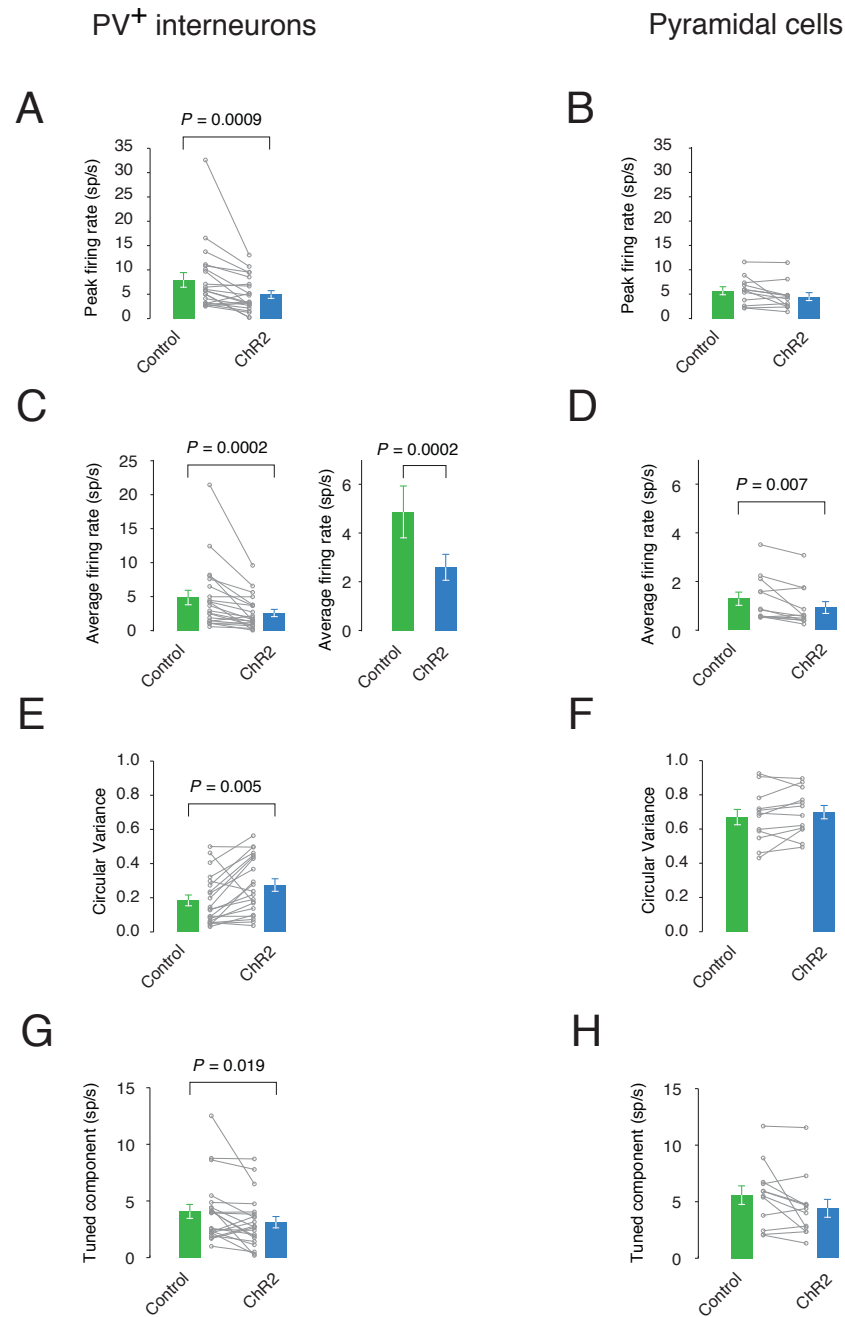 PV+ interneurons
Pyramidal cells
A
P = 0.0009
Peak firing rate (sp/s)
35
30
25
20
15
10
5
0
Control
ChR2
B
Peak firing rate (sp/s)
35
30
25
20
15
10
5
0
Control
ChR2
C
P = 0.0002
Average firing rate (sp/s)
25
20
15
10
5
0
Control
ChR2
P = 0.0002
Average firing rate (sp/s)
6
4
2
0
Control
ChR2
D
P = 0.007
Average firing rate (sp/s)
6
4
2
0
Control
ChR2
E
P = 0.005
Circular Variance
1.0
0.8
0.6
0.4
0.2
0.0
Control
ChR2
F
Circular Variance
1.0
0.8
0.6
0.4
0.2
0.0
Control
ChR2
G
P = 0.019
Tuned component (sp/s)
15
10
5
0
Control
ChR2
H
Tuned component (sp/s)
15
10
5
0
Control
ChR2